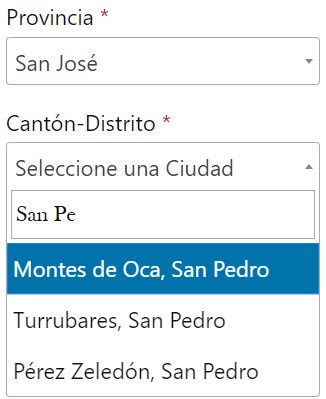 Provincia *
San José
Cantón-Distrito *
Seleccione una Ciudad
San Pe
Montes de Oca, San Pedro
Turrubares, San Pedro
Pérez Zeledón, San Pedro